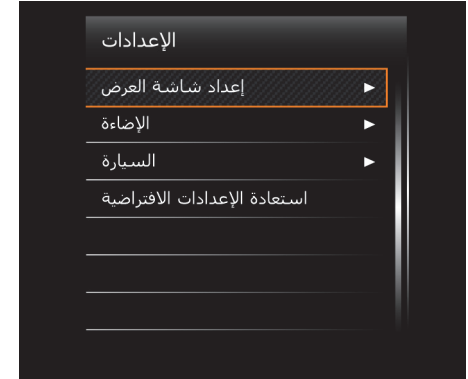 الإعدادات
إعداد شاشة العرض
الإضاءة
السيارة
استعادة الإعدادات الافتراضية